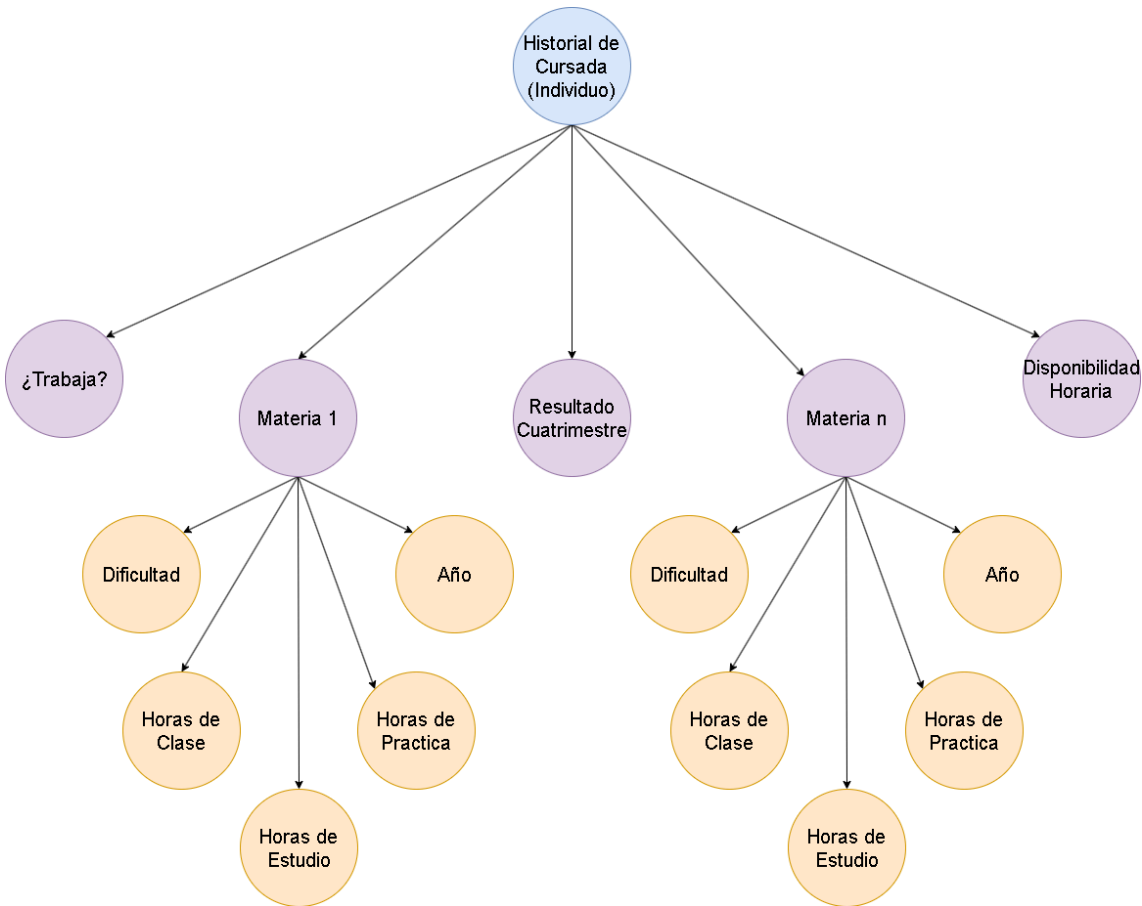 Historial de
Cursada
(Individuo)
¿Trabaja?
Materia 1
Resultado
Cuatrimestre
Materia n
Disponibilidad
Horaria
Dificultad
Año
Dificultad
Año
Horas de
Clase
Horas de
Practica
Horas de
Clase
Horas de
Practica
Horas de
Estudio
Horas de
Estudio